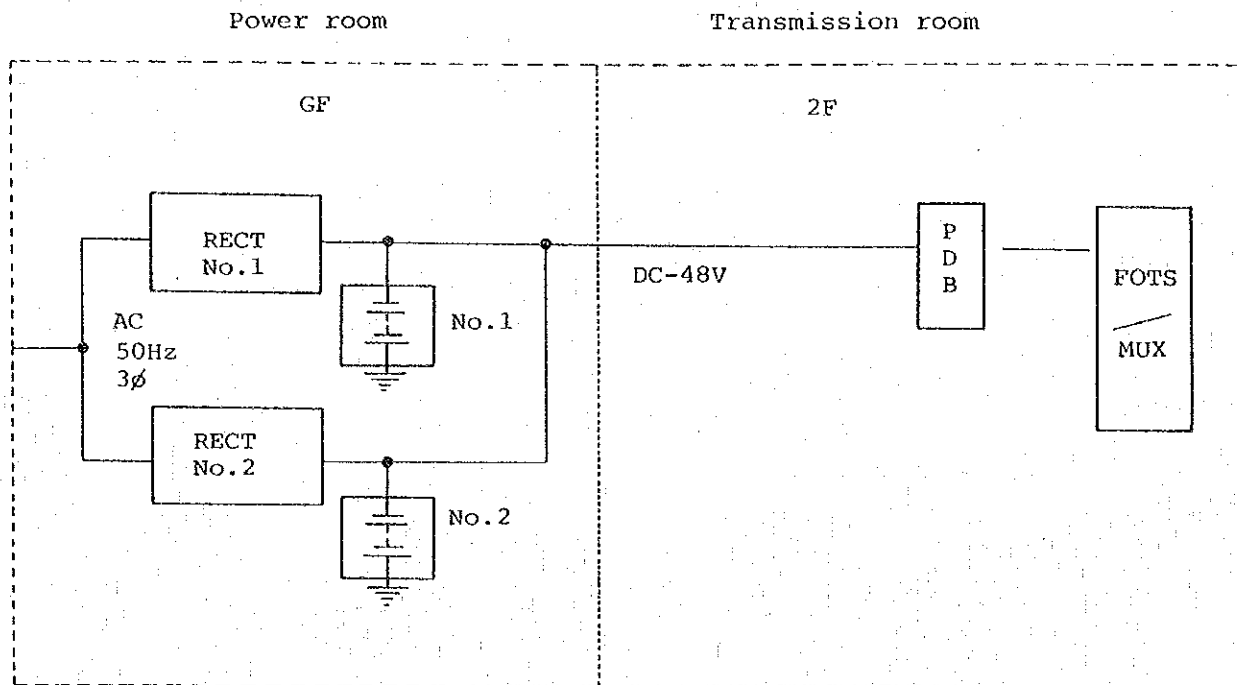 Power room
Transmission room
GF
2F
RECT
No.1
No.1
AC
50Hz
3ø
RECT
No.2
No.2
DC-48V
P
D
B
FOTS
MUX